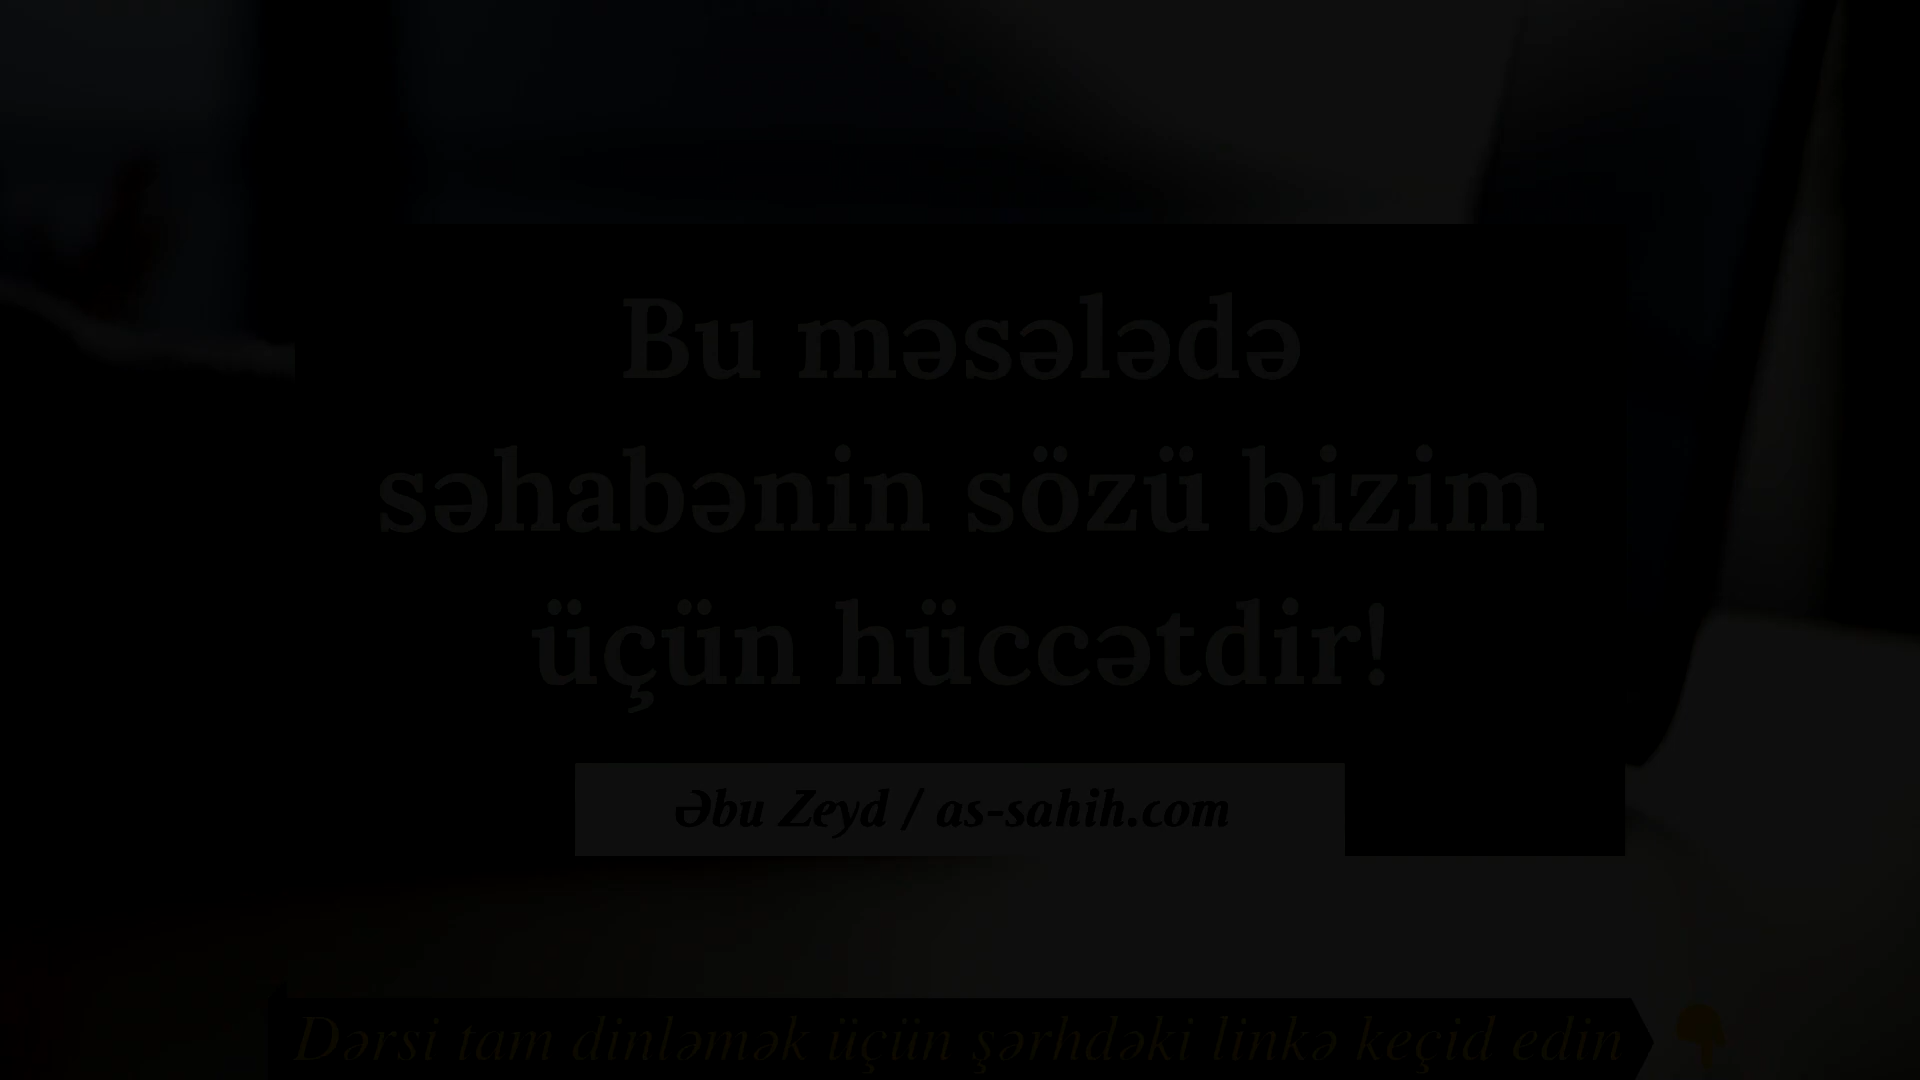 Bu məsələdə
səhabənin sözü bizim
üçün hüccətdir!
Əbu Zeyd / as-sahih.com
Dərsi tam dinləmək üçün şərhdəki linkə keçid edin